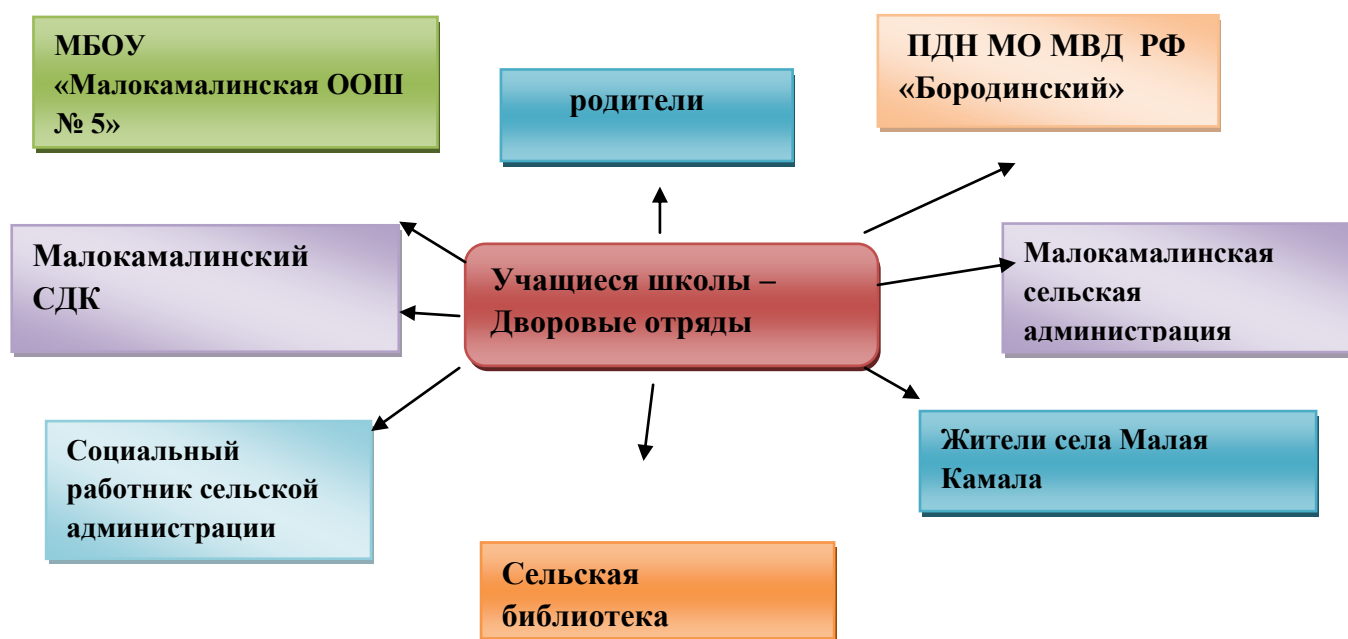 МБОУ
«Малокамалинская ООШ
№ 5»
родители
ПДН МО МВД РФ
«Бородинский»
Малокамалинский
СДК
Учащиеся школы –
Дворовые отряды
Малокамалинская
сельская
администрация
Социальный
работник сельской
администрации
Жители села Малая
Камала
Сельская
библиотека